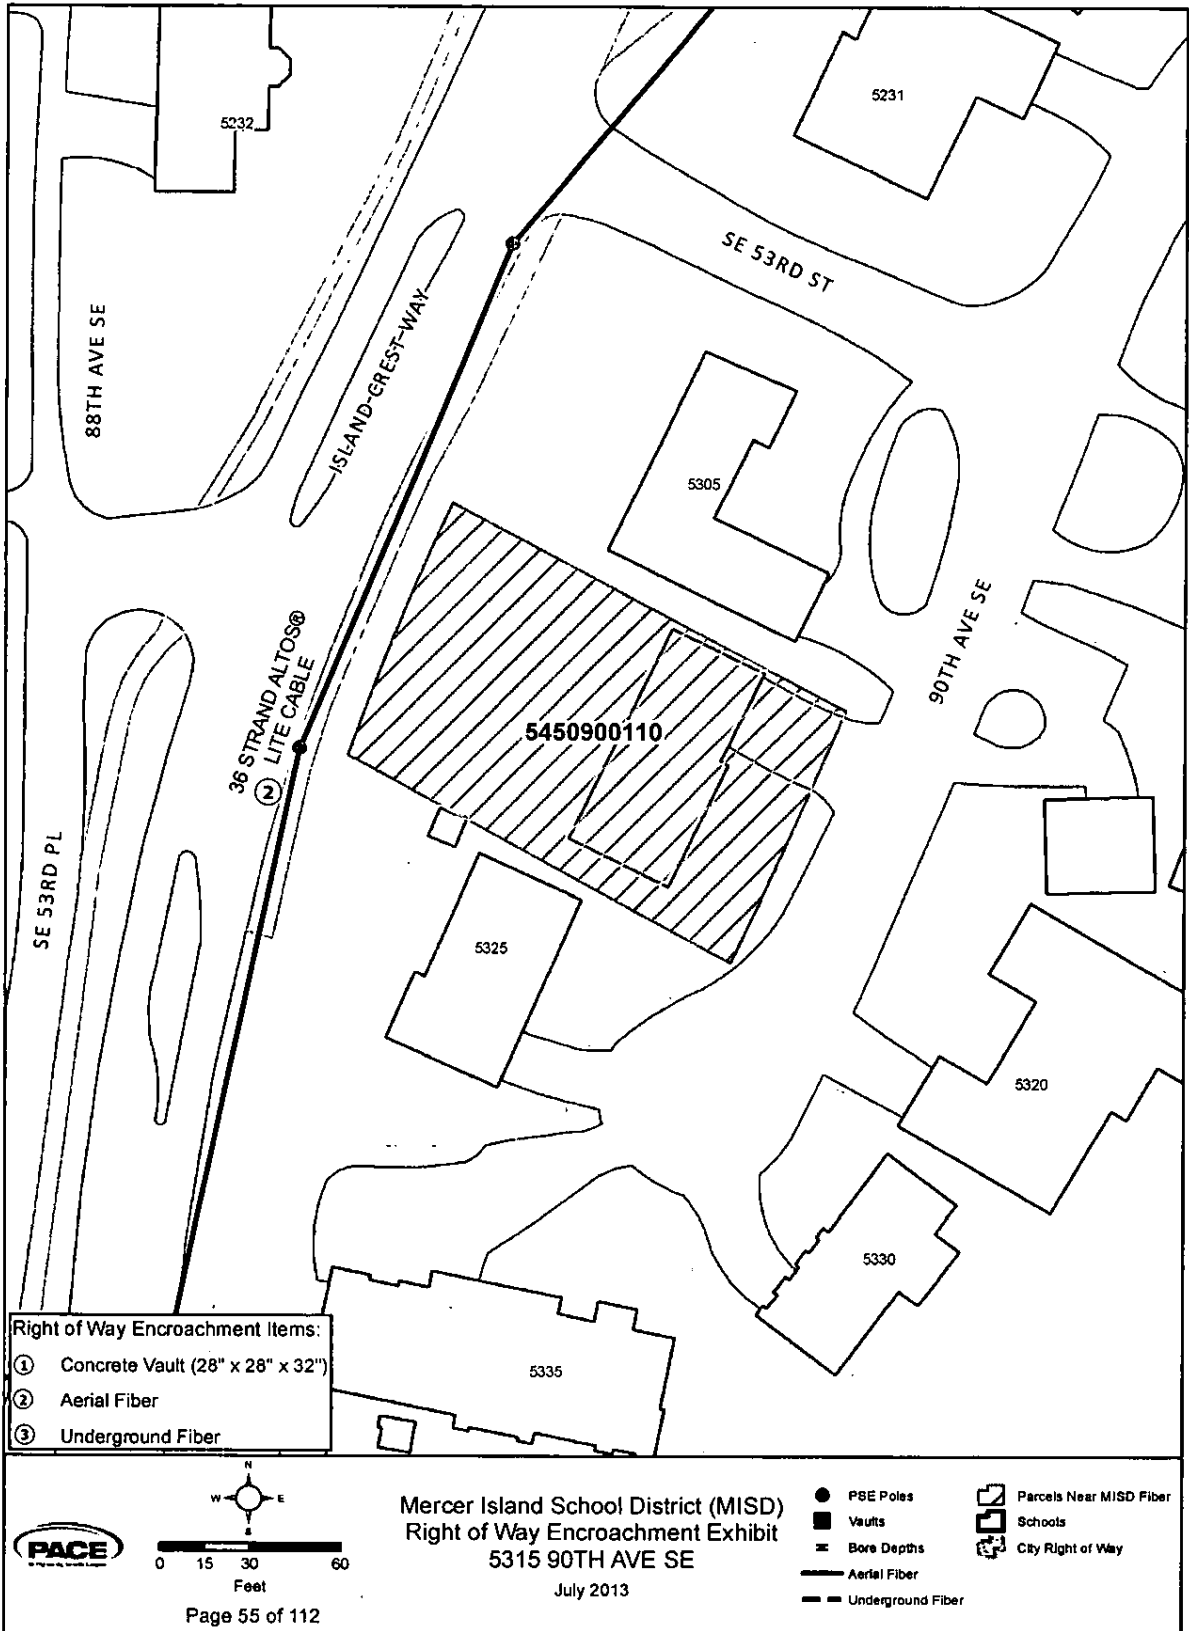 5232
5231
SE 53RD ST
88TH AVE SE
ISLAND CREST WAY
5305
90TH AVE SE
36 STRAND ALTOS®
LITE CABLE
2
5450900110
SE 53RD PL
5325
5320
5330
5335
Right of Way Encroachment Items:
1 Concrete Vault (28" x 28" x 32")
2 Aerial Fiber
3 Underground Fiber
PACE
N
W E
0 15 30 60
Feet
Page 55 of 112
Mercer Island School District (MISD)
Right of Way Encroachment Exhibit
5315 90TH AVE SE
July 2013
PSE Poles
Vaults
Bore Depths
Aerial Fiber
Underground Fiber
Parcels Near MISD Fiber
Schools
City Right of Way